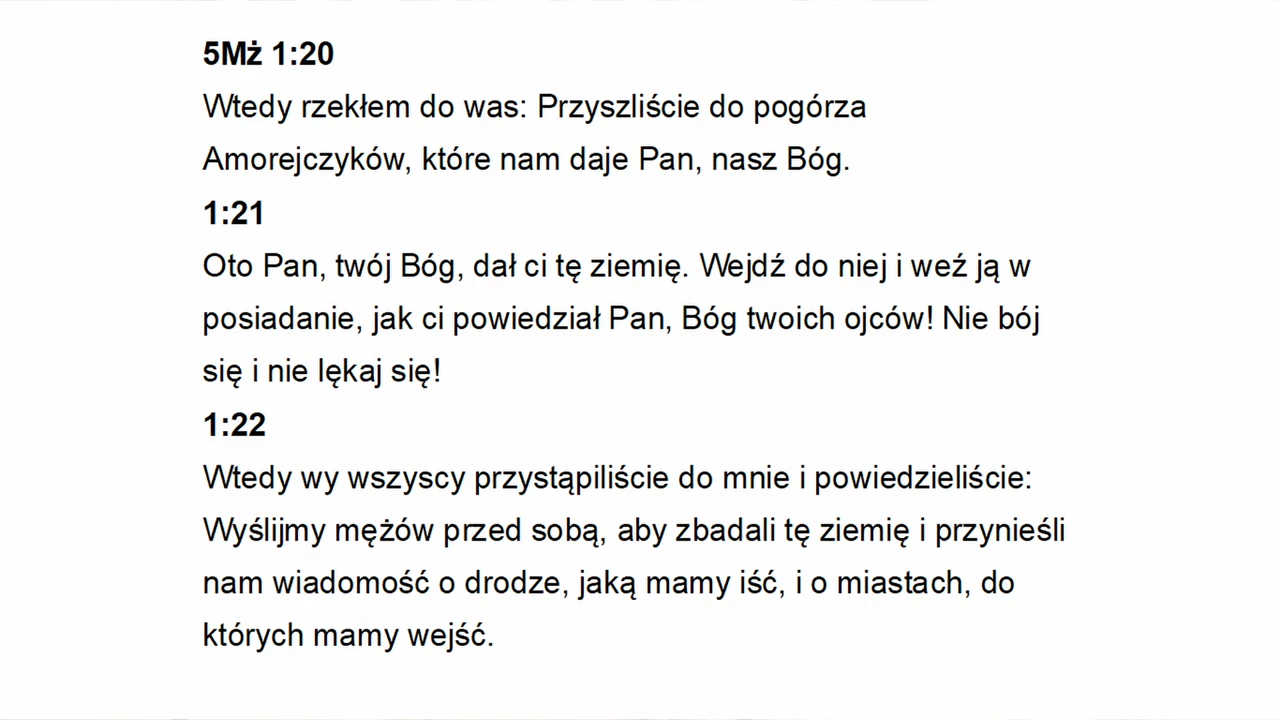 5Mż 1:20
Wtedy rzekłem do was: Przyszliście do pogórza
Amorejczyków, które nam daje Pan, nasz Bóg.
1:21
Oto Pan, twój Bóg, dał ci tę ziemię. Wejdź do niej i weź ją w
posiadanie, jak ci powiedział Pan, Bóg twoich ojców! Nie bój
się i nie lękaj się!
1:22
Wtedy wy wszyscy przystąpiliście do mnie i powiedzieliście:
Wyślijmy mężów przed sobą, aby zbadali tę ziemię i przynieśli
nam wiadomość o drodze, jaką mamy iść, i o miastach, do
których mamy wejść.